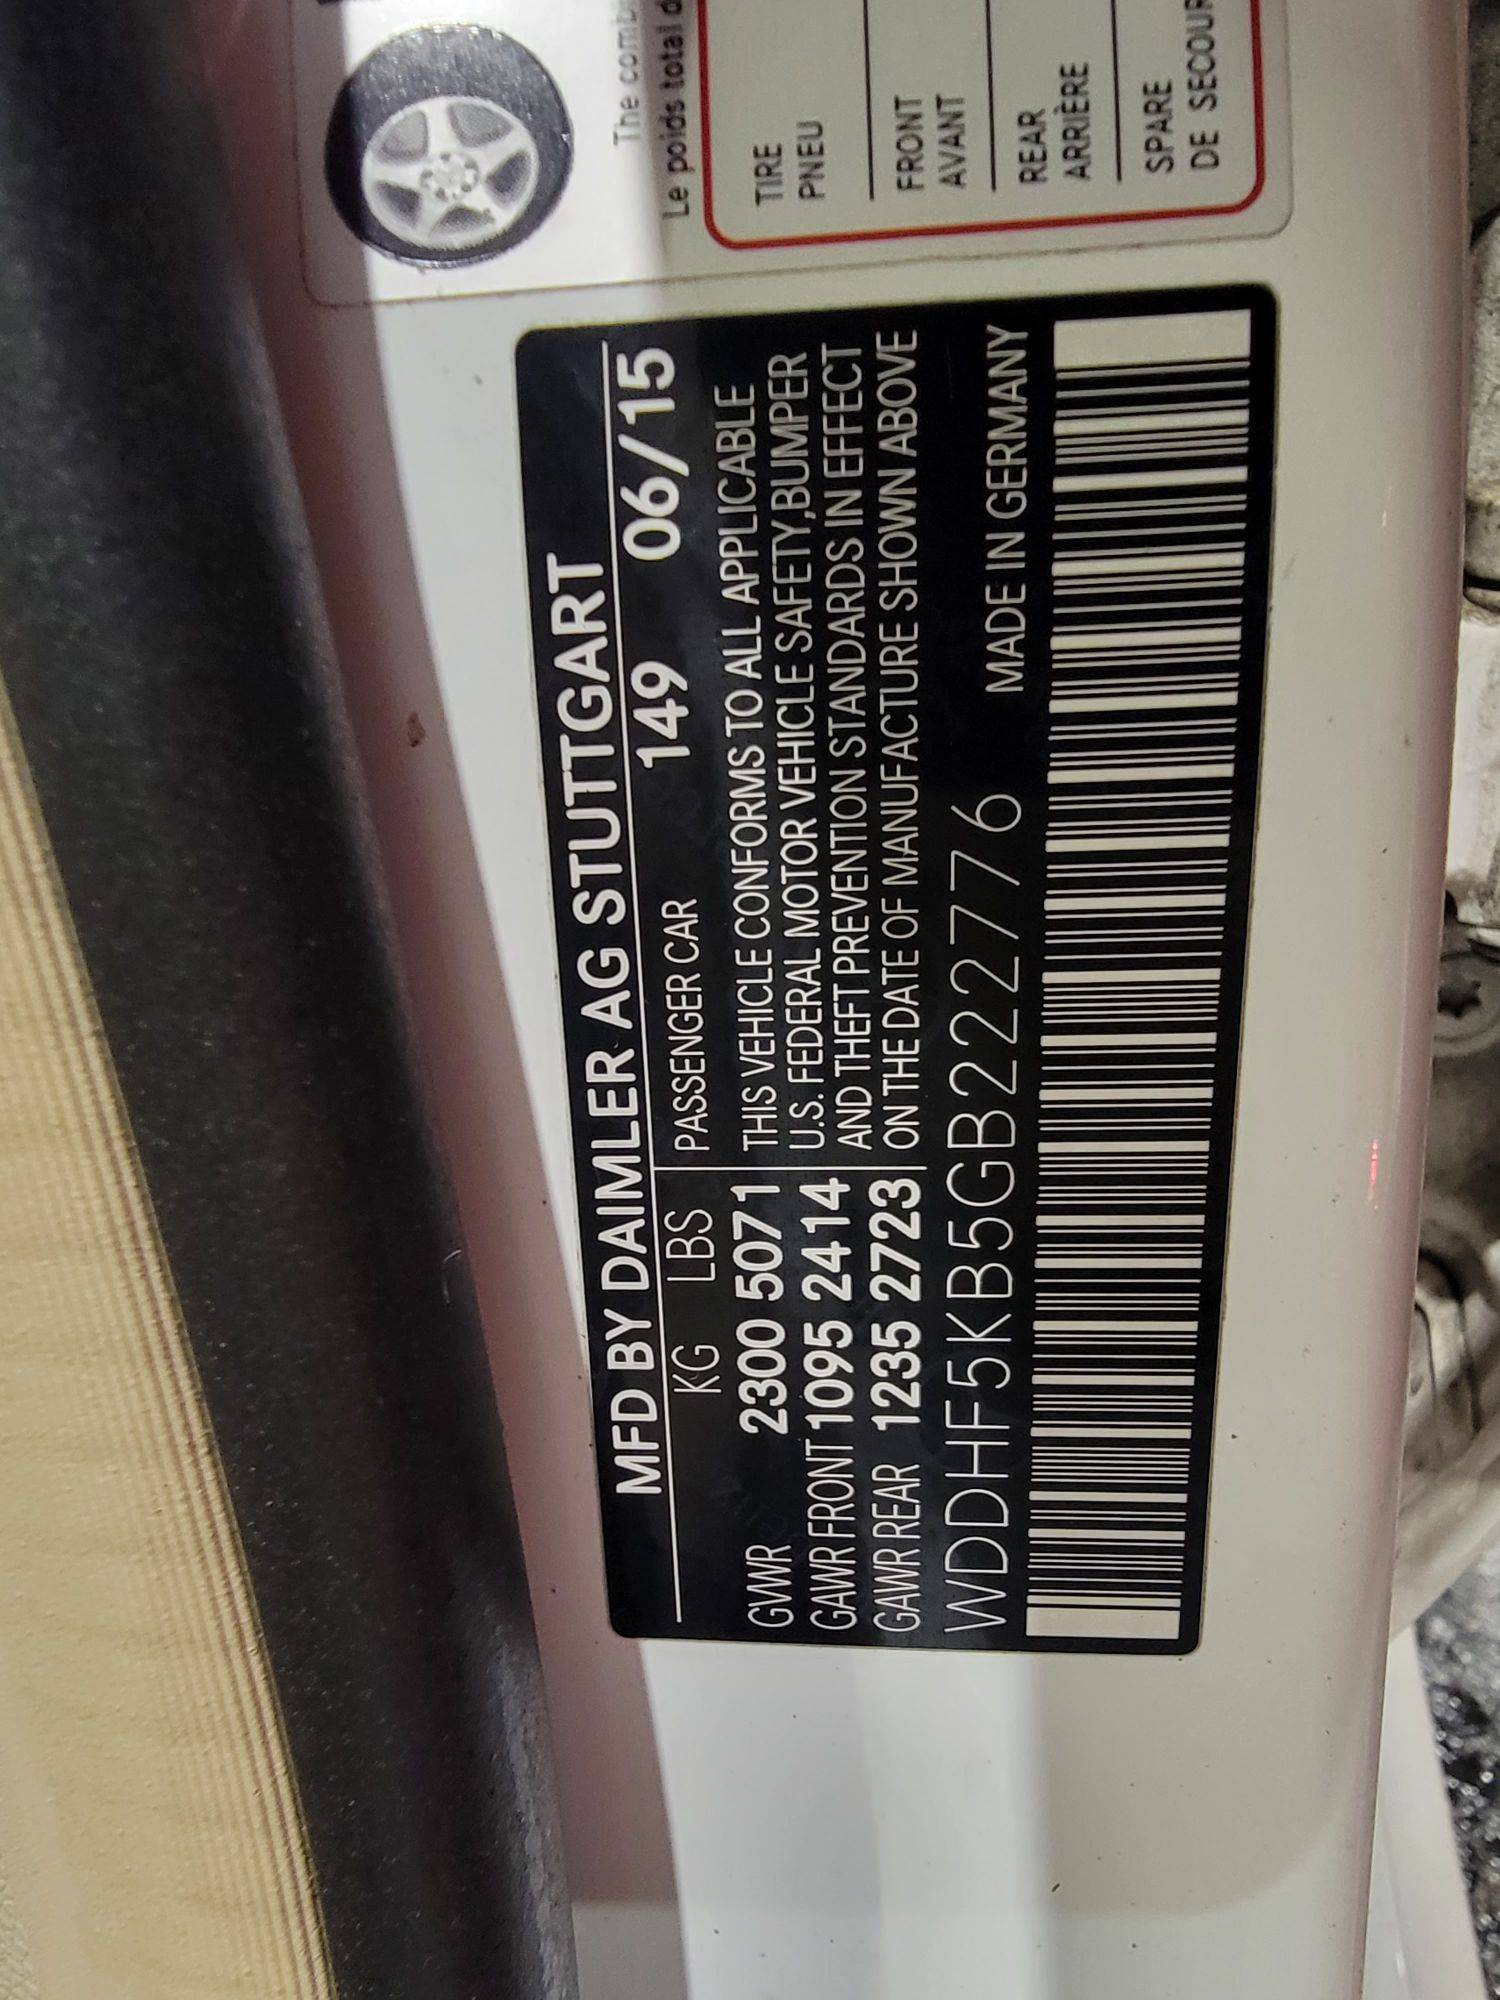 MFD BY DAIMLER AG STUTTGART
149 06/15
KG LBS PASSENGER CAR
GVWR 2300 5071 THIS VEHICLE CONFORMS TO ALL APPLICABLE
GAWR FRONT 1095 2414 U.S. FEDERAL MOTOR VEHICLE SAFETY,BUMPER
AND THEFT PREVENTION STANDARDS IN EFFECT
GAWR REAR 1235 2723 ON THE DATE OF MANUFACTURE SHOWN ABOVE
WDDHF5KB5GB222776 MADE IN GERMANY
The
Le poids total
TIRE
PNEU
FRONT
AVANT
REAR
ARRIÈRE
SPARE
DE